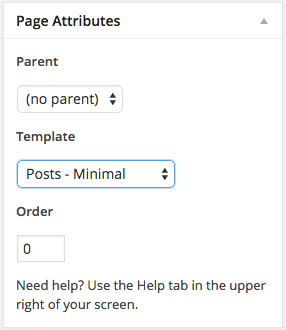 Page Attributes
Parent
(no parent)
Template
Posts - Minimal
Order
0
Need help? Use the Help tab in the upper
right of your screen.